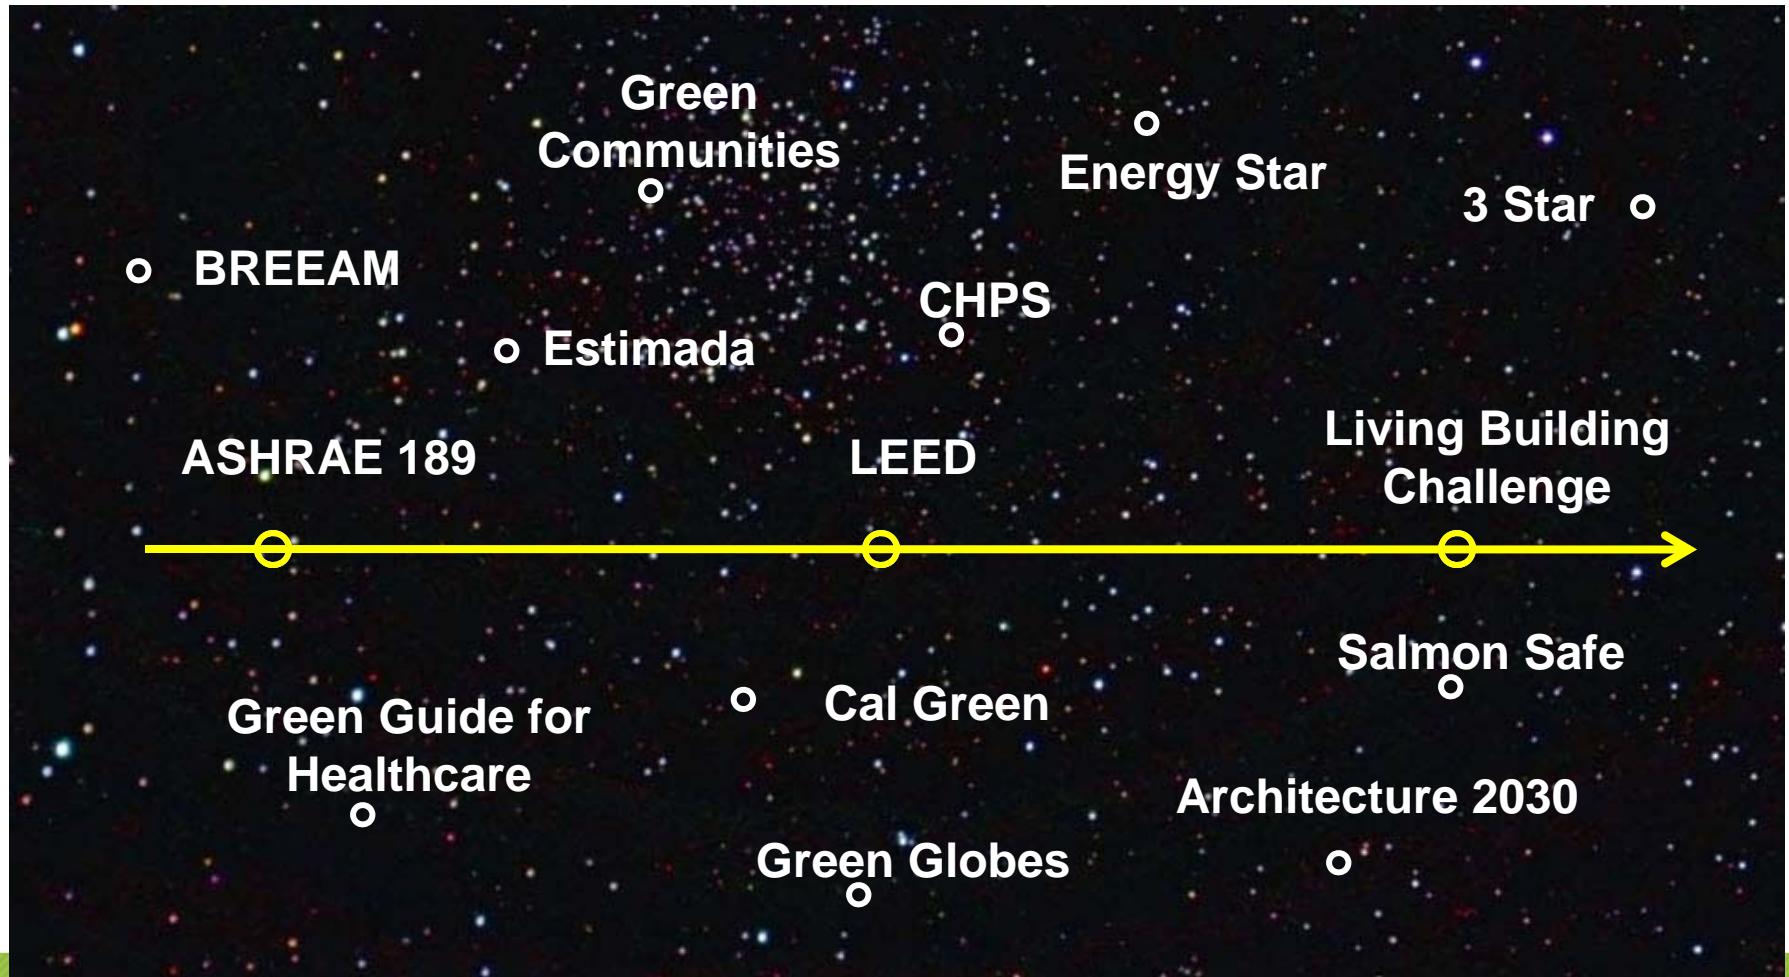 Green
Communities
Energy Star
3 Star
BREEAM
CHPS
Estimada
ASHRAE 189
LEED
Living Building
Challenge
Salmon Safe
Green Guide for
Healthcare
Cal Green
Architecture 2030
Green Globes